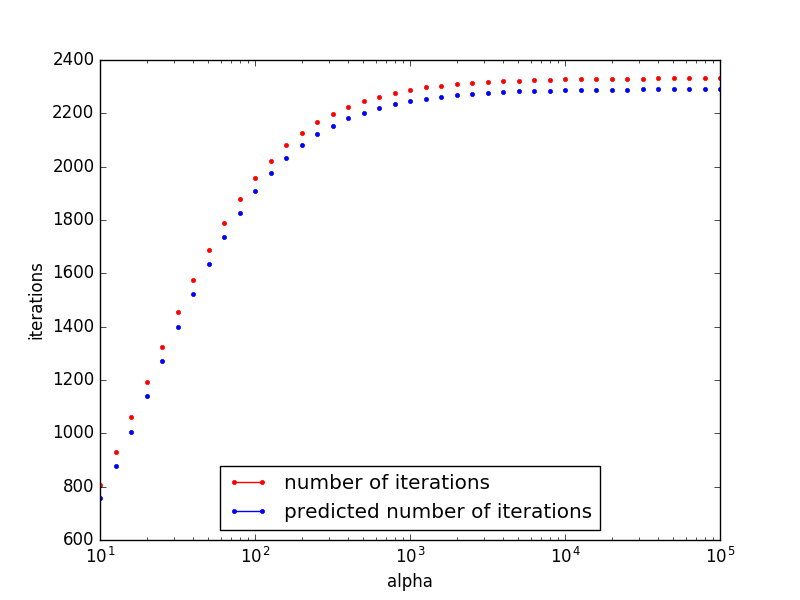 2400
2200
2000
1800
1600
1400
1200
1000
800
600
iterations
number of iterations
predicted number of iterations
10^1 10^2 10^3 10^4 10^5
alpha